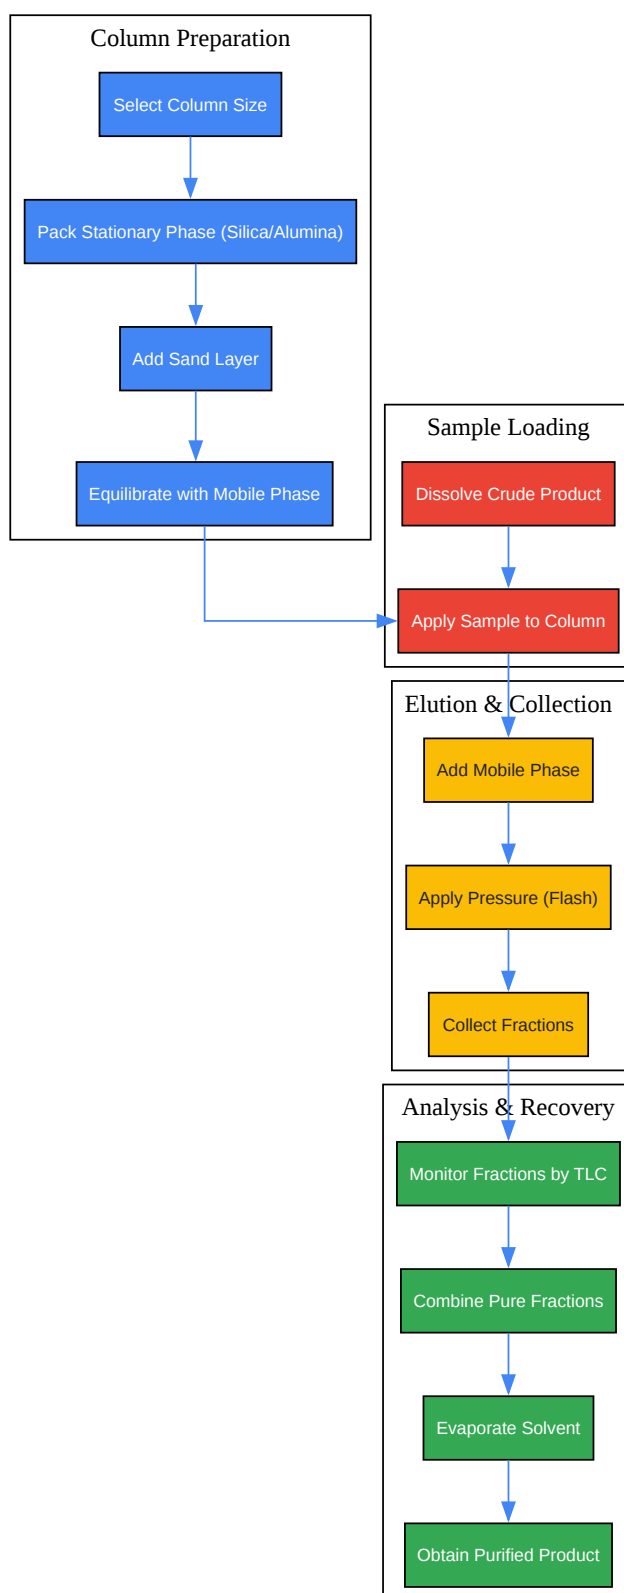 Column Preparation
Select Column Size
Pack Stationary Phase (Silica/Alumina)
Add Sand Layer
Equilibrate with Mobile Phase
Sample Loading
Dissolve Crude Product
Apply Sample to Column
Elution & Collection
Add Mobile Phase
Apply Pressure (Flash)
Collect Fractions
Analysis & Recovery
Monitor Fractions by TLC
Combine Pure Fractions
Evaporate Solvent
Obtain Purified Product